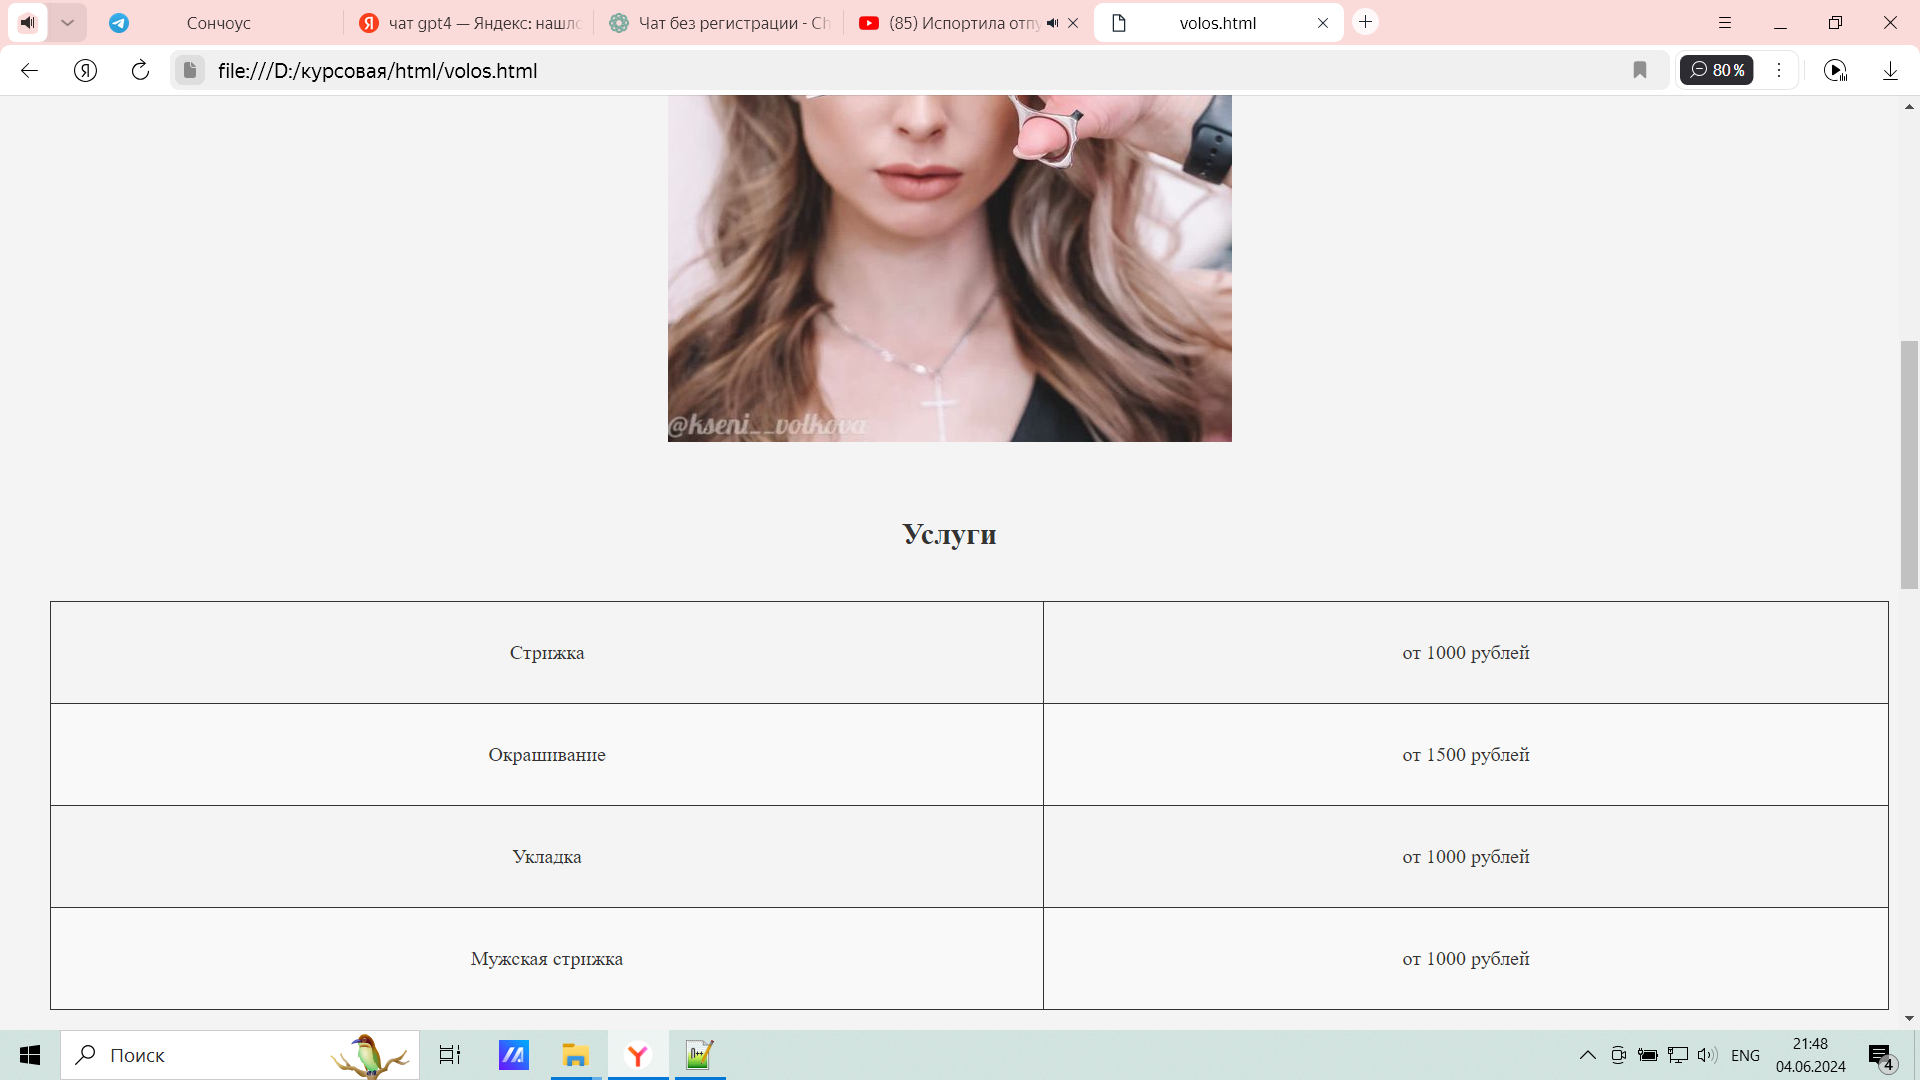 Сончоус
чат gpt4 — Яндекс: нашло
Чат без регистрации - Ch
(85) Испортила отпу
volos.html
file:///D:/курсовая/html/volos.html
80 %
@kseni__volkova
Услуги
Стрижка от 1000 рублей
Окрашивание от 1500 рублей
Укладка от 1000 рублей
Мужская стрижка от 1000 рублей
Поиск
ENG
21:48
04.06.2024
4